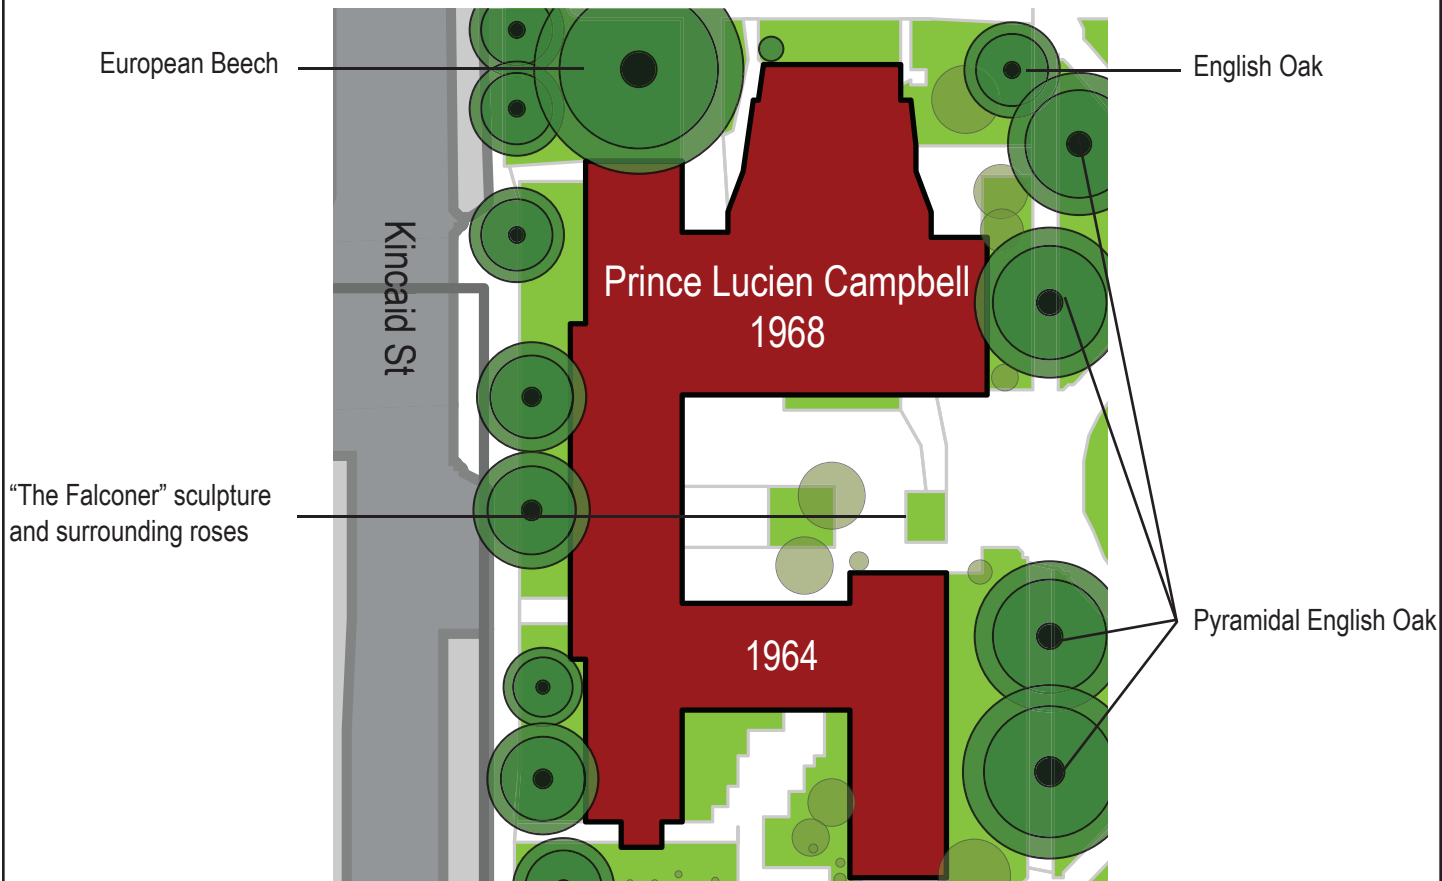 European Beech
English Oak
Kincaid St
Prince Lucien Campbell
1968
“The Falconer” sculpture
and surrounding roses
1964
Pyramidal English Oak